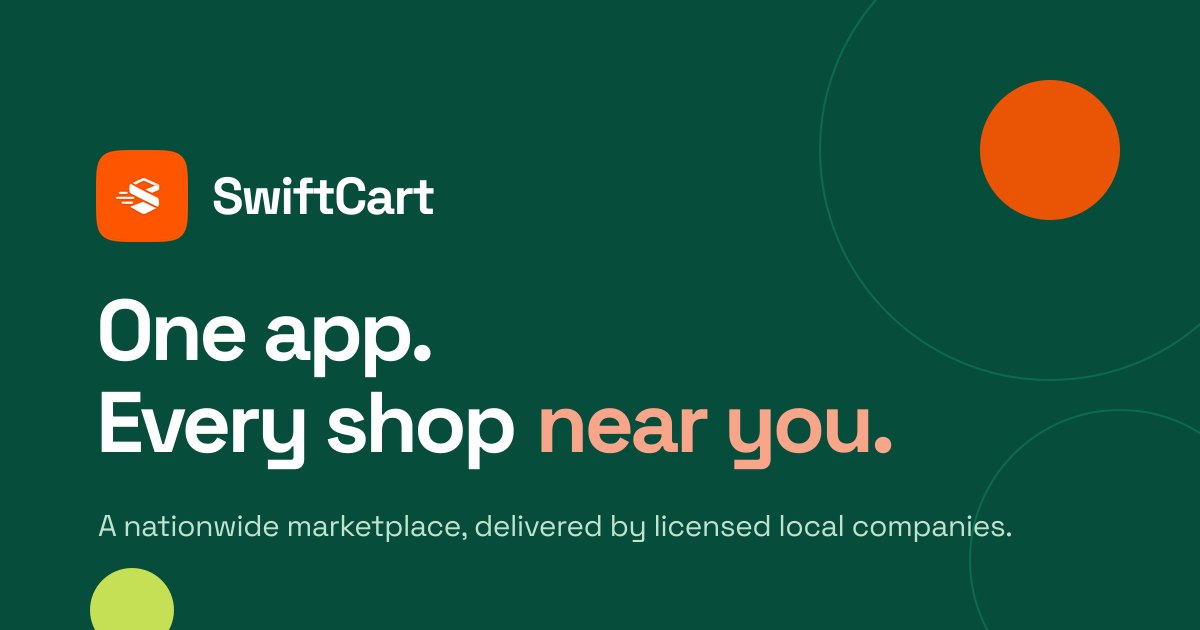 SwiftCart
One app.
Every shop near you.
A nationwide marketplace, delivered by licensed local companies.